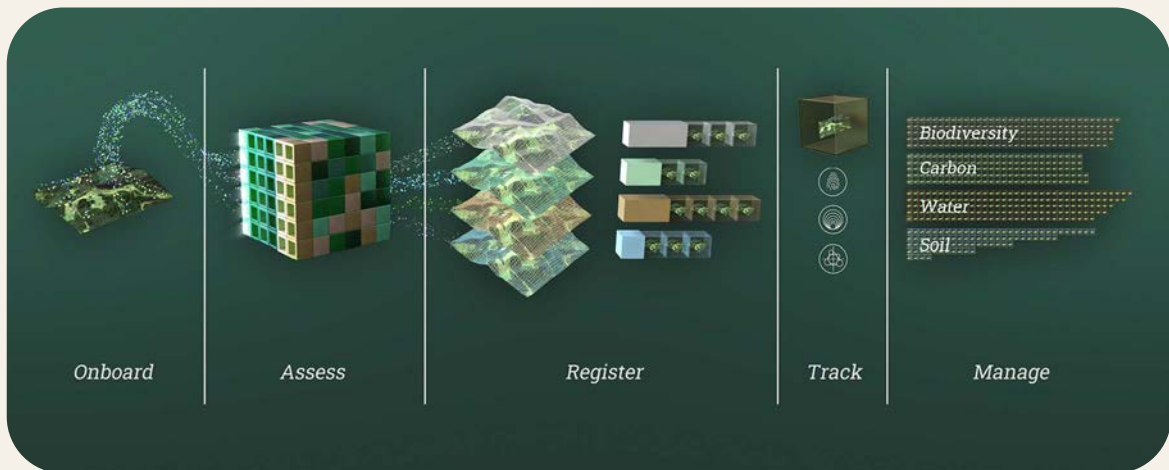 Biodiversity
Carbon
Water
Soil
Onboard
Assess
Register
Track
Manage